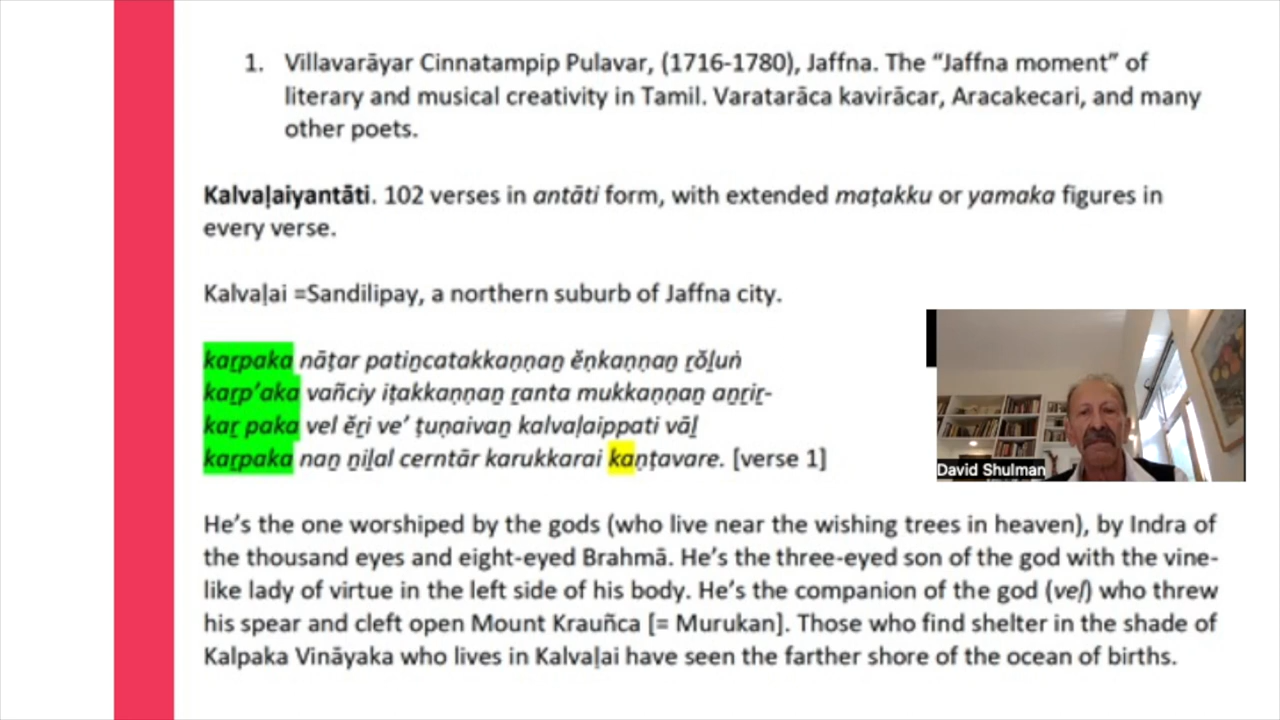 1. Villavarāyar Cinnatampip Pulavar, (1716-1780), Jaffna. The “Jaffna moment” of
literary and musical creativity in Tamil. Varatarāca kavirācar, Aracakecari, and many
other poets.
Kalvaḷaiyantāti. 102 verses in antāti form, with extended maṭakku or yamaka figures in
every verse.
Kalvaḷai =Sandilipay, a northern suburb of Jaffna city.
kaṟpaka nāṭar patiṉcatakkaṇṇaṉ ĕṇkaṇṇaṉ ṟŏḻuṅ
kaṟp’aka vañciy iṭakkaṇṇaṉ ṟanta mukkaṇṇaṉ aṉṟiṟ-
kaṟ paka vel ĕṟi ve’ ṭuṇaivaṉ kalvaḷaippati vāḻ
kaṟpaka naṉ ṉiḻal cerntār karukkarai kaṇṭavare. [verse 1]
He’s the one worshiped by the gods (who live near the wishing trees in heaven), by Indra of
the thousand eyes and eight-eyed Brahmā. He’s the three-eyed son of the god with the vine-
like lady of virtue in the left side of his body. He’s the companion of the god (veḷ) who threw
his spear and cleft open Mount Krauñca [= Murukan]. Those who find shelter in the shade of
Kalpaka Vināyaka who lives in Kalvaḷai have seen the farther shore of the ocean of births.
David Shulman